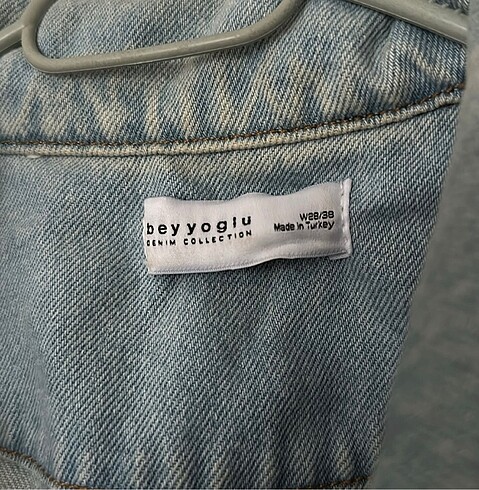 beyyoglu
DENIM COLLECTION
W28/38
Made in Turkey